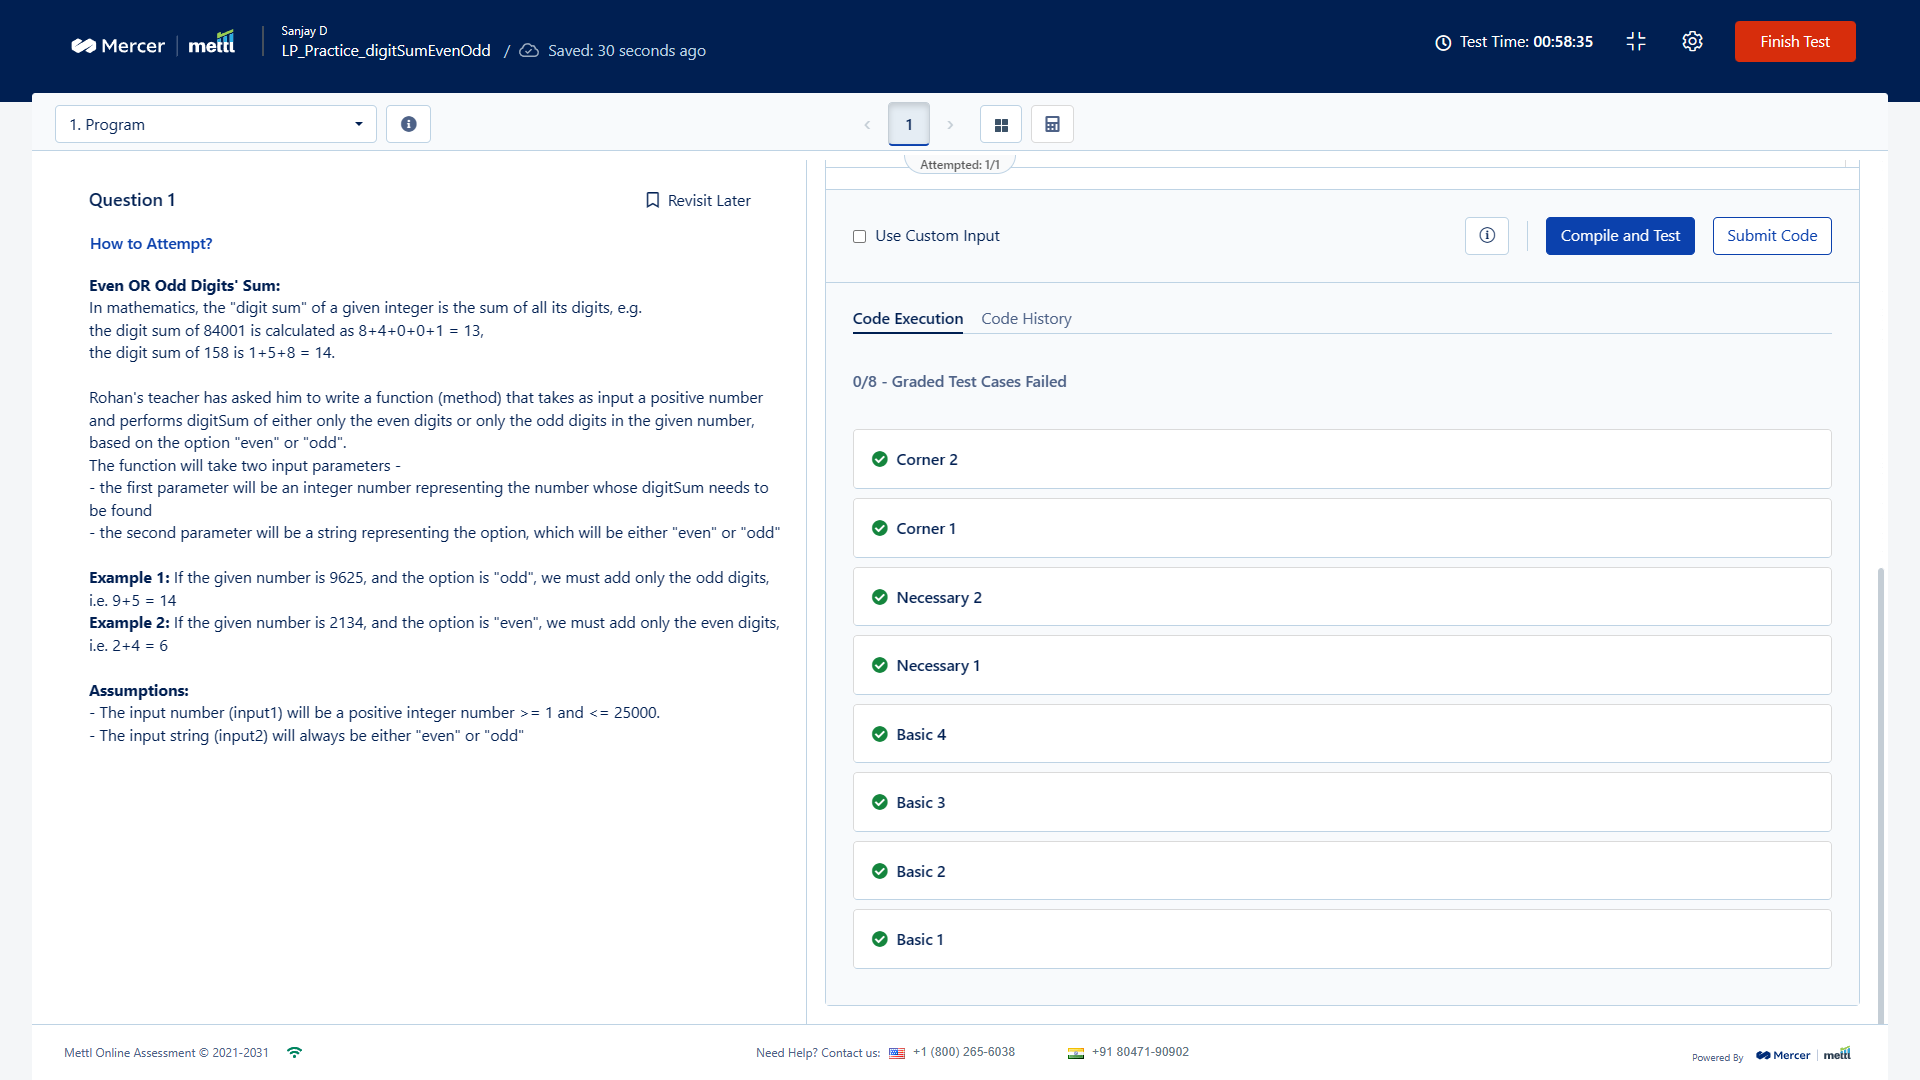 Mercer | mettl
Sanjay D
LP_Practice_digitSumEvenOdd / Saved: 30 seconds ago
Test Time: 00:58:35
Finish Test
1. Program
1
Attempted: 1/1
Question 1
Revisit Later
How to Attempt?
Even OR Odd Digits' Sum:
In mathematics, the "digit sum" of a given integer is the sum of all its digits, e.g.
the digit sum of 84001 is calculated as 8+4+0+0+1 = 13,
the digit sum of 158 is 1+5+8 = 14.
Rohan's teacher has asked him to write a function (method) that takes as input a positive number
and performs digitSum of either only the even digits or only the odd digits in the given number,
based on the option "even" or "odd".
The function will take two input parameters -
- the first parameter will be an integer number representing the number whose digitSum needs to
be found
- the second parameter will be a string representing the option, which will be either "even" or "odd"
Example 1: If the given number is 9625, and the option is "odd", we must add only the odd digits,
i.e. 9+5 = 14
Example 2: If the given number is 2134, and the option is "even", we must add only the even digits,
i.e. 2+4 = 6
Assumptions:
- The input number (input1) will be a positive integer number >= 1 and <= 25000.
- The input string (input2) will always be either "even" or "odd"
Use Custom Input
Compile and Test
Submit Code
Code Execution
Code History
0/8 - Graded Test Cases Failed
Corner 2
Corner 1
Necessary 2
Necessary 1
Basic 4
Basic 3
Basic 2
Basic 1
Mettl Online Assessment © 2021-2031
Need Help? Contact us: +1 (800) 265-6038
+91 80471-90902
Powered By Mercer | mettl